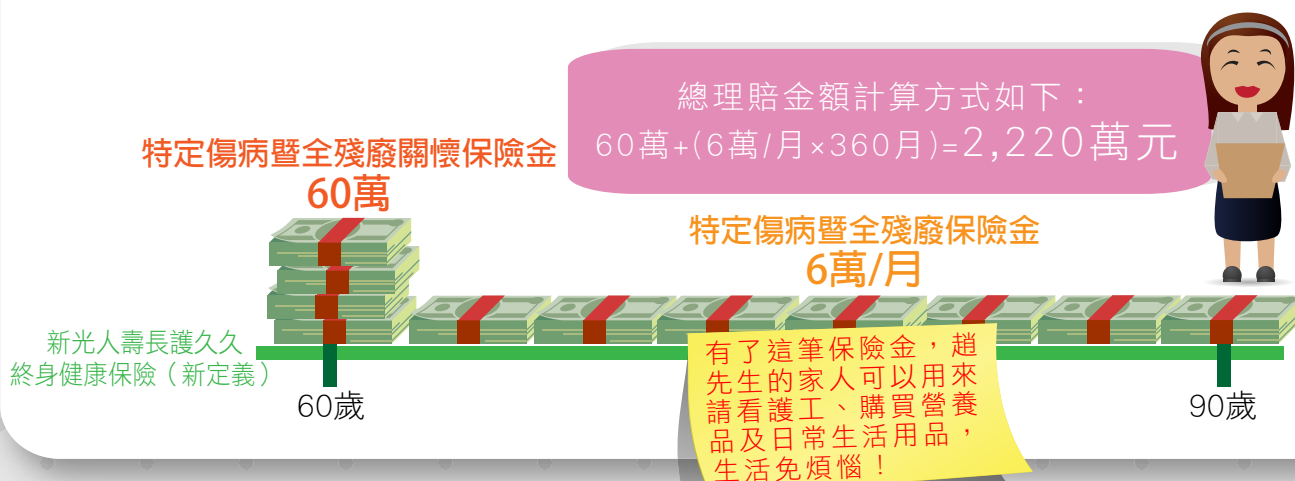 總理賠金額計算方式如下：
60萬+(6萬/月×360月)=2,220萬元
特定傷病暨全殘廢關懷保險金
60萬
特定傷病暨全殘廢保險金
6萬/月
新光人壽長護久久
終身健康保險（新定義）
有了這筆保險金，趙
先生的家人可以用來
請看護工、購買營養
品及日常生活用品，
生活免煩惱！
60歲
90歲